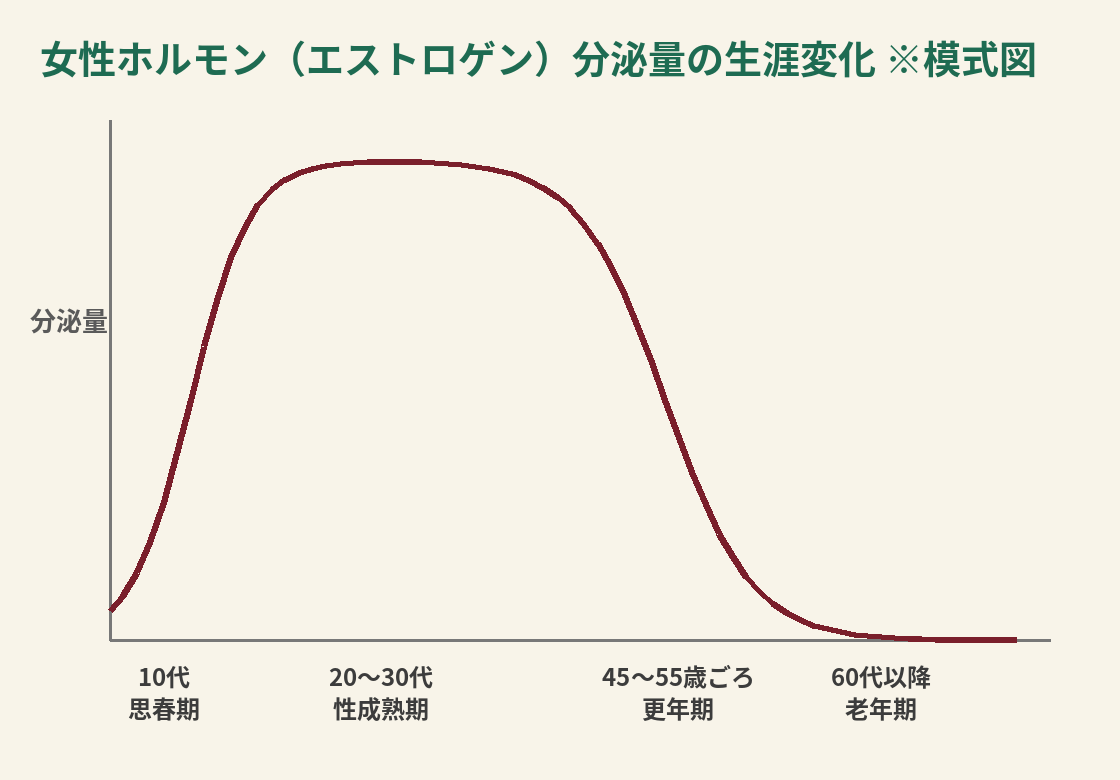 女性ホルモン（エストロゲン）分泌量の生涯変化 ※模式図
分泌量
10代
思春期
20〜30代
性成熟期
45〜55歳ごろ
更年期
60代以降
老年期